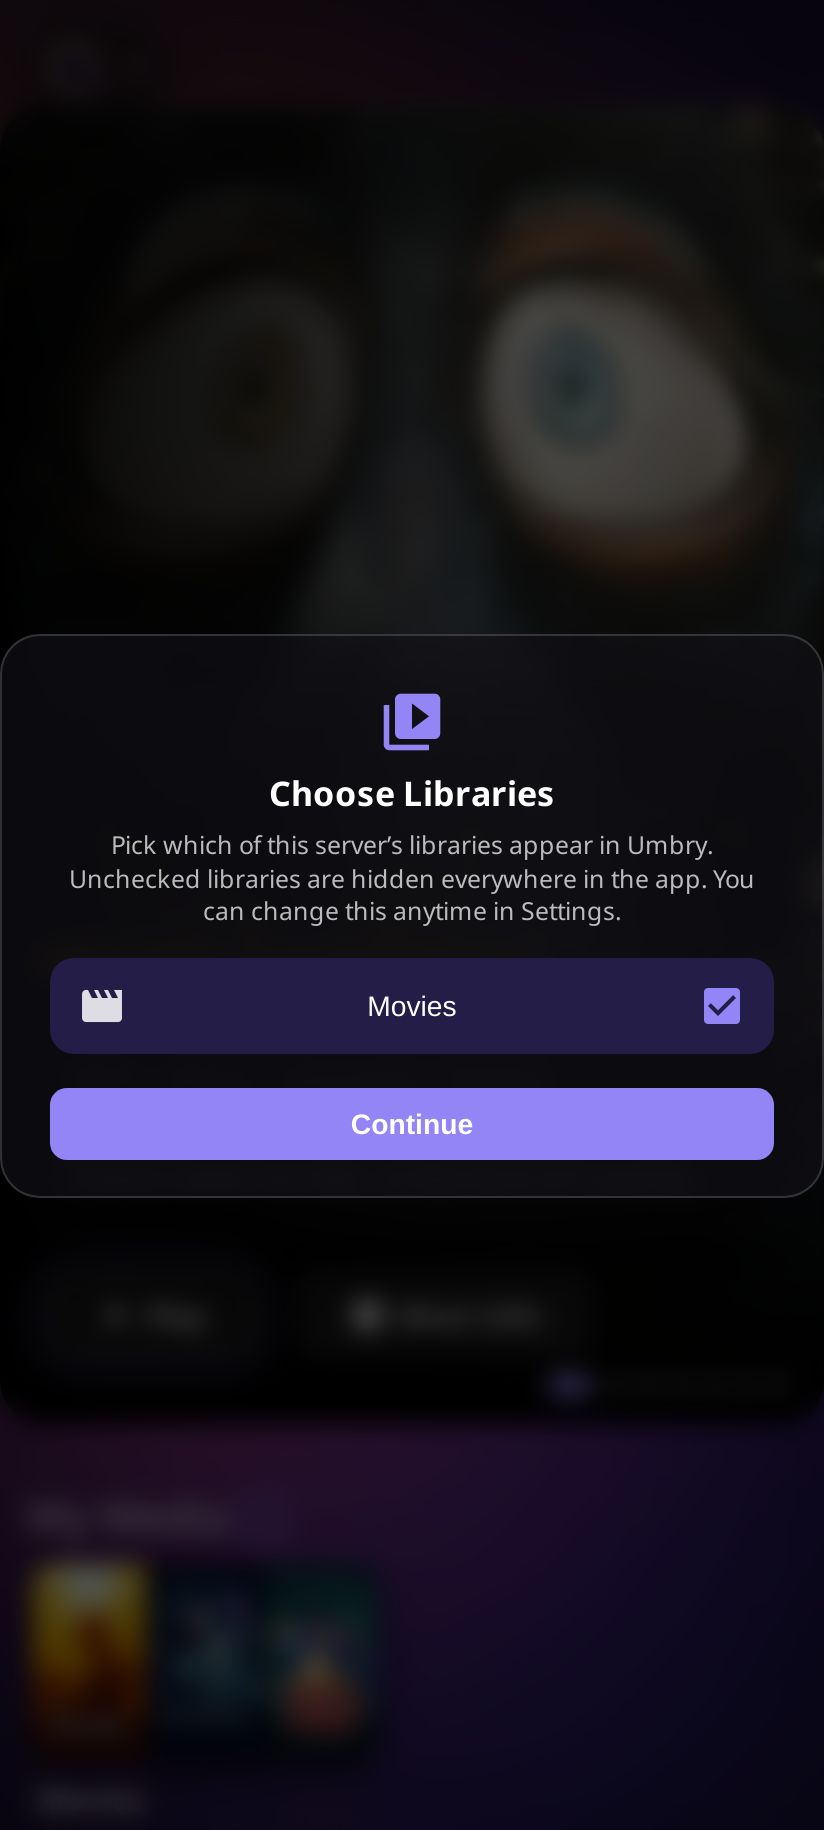 Choose Libraries
Pick which of this server’s libraries appear in Umbry.
Unchecked libraries are hidden everywhere in the app. You
can change this anytime in Settings.
Movies
Continue